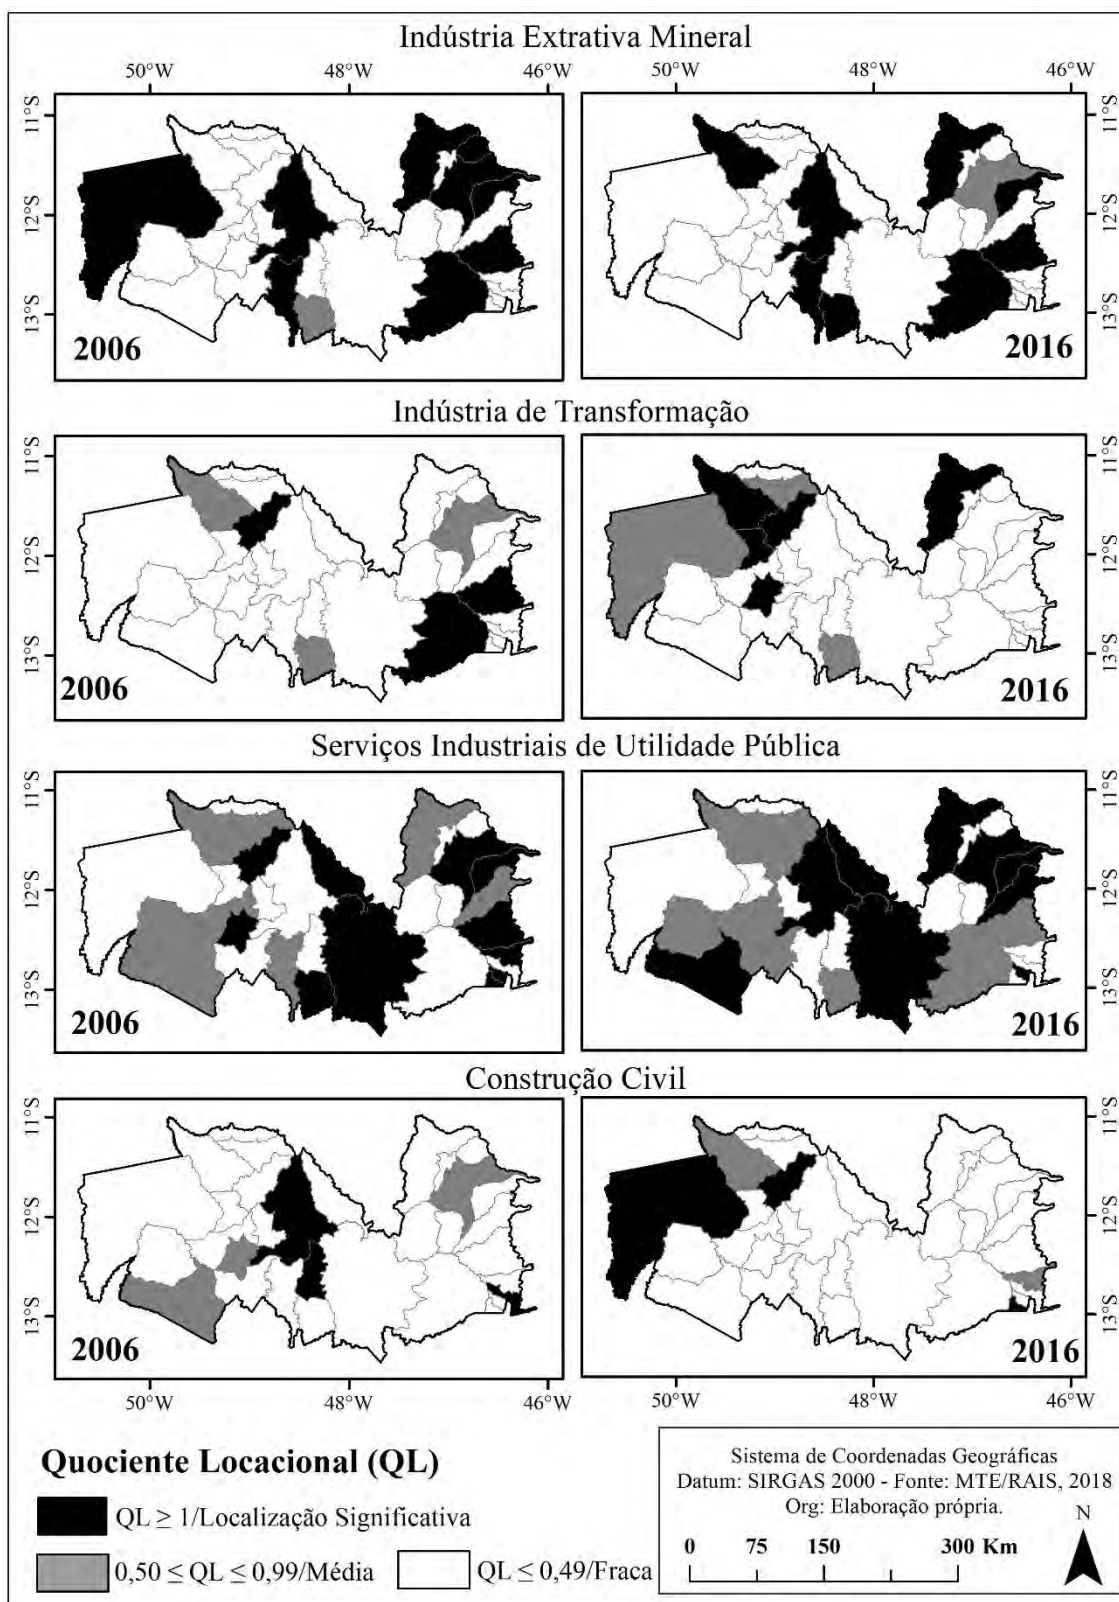 Indústria Extrativa Mineral
50°W 48°W 46°W 50°W 48°W 46°W
11°S 12°S 13°S
2006
2016
11°S 12°S 13°S
Indústria de Transformação
11°S 12°S 13°S
2006
2016
11°S 12°S 13°S
Serviços Industriais de Utilidade Pública
11°S 12°S 13°S
2006
2016
11°S 12°S 13°S
Construção Civil
11°S 12°S 13°S
2006
2016
11°S 12°S 13°S
50°W 48°W 46°W 50°W 48°W 46°W
Quociente Locacional (QL)
QL ≥ 1/Localização Significativa
0,50 ≤ QL ≤ 0,99/Média
QL ≤ 0,49/Fraca
Sistema de Coordenadas Geográficas
Datum: SIRGAS 2000 - Fonte: MTE/RAIS, 2018
Org: Elaboração própria.
N
0 75 150 300 Km